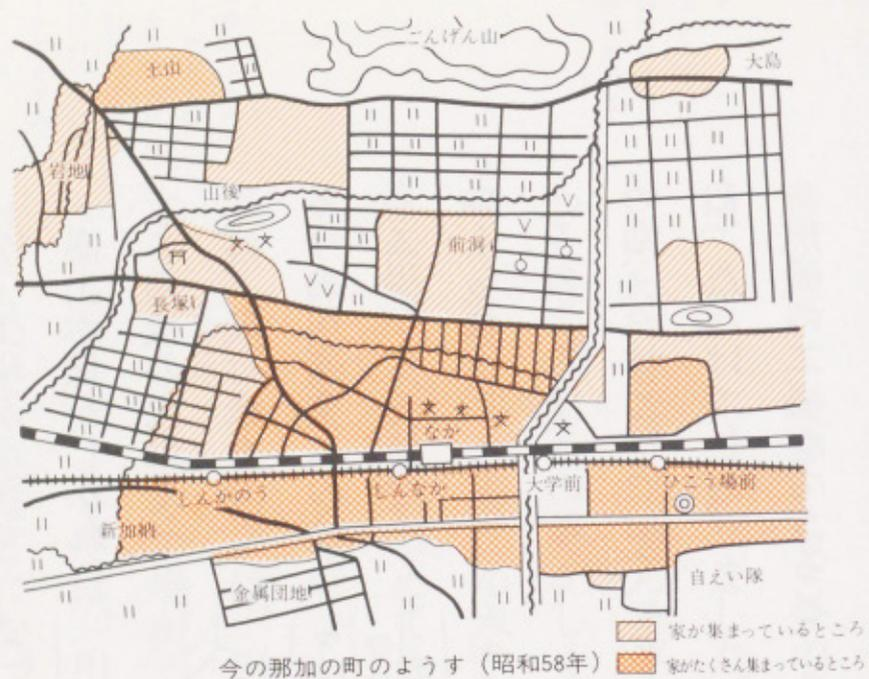 ごんげん山
土山
大島
岩地
山後
前洞
長塚
なか
しんかのう
しんなか
大学前
ひこう場前
新加納
金属団地
自えい隊
家が集まっているところ
今の那加の町のようす（昭和58年）
家がたくさん集まっているところ